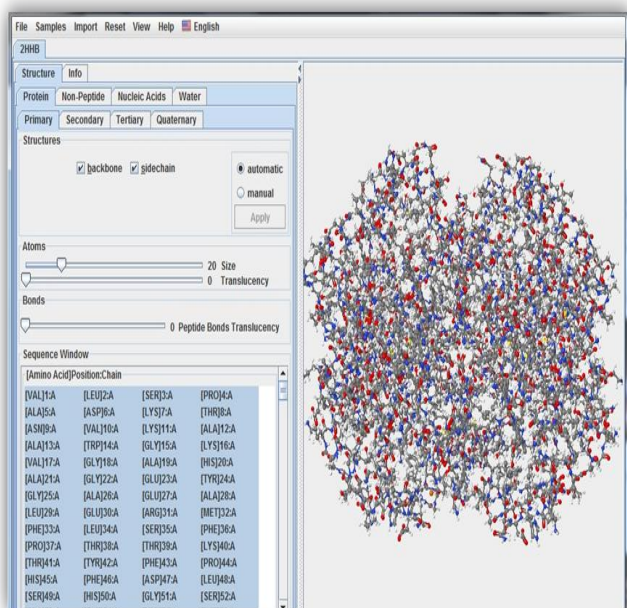 File Samples Import Reset View Help English
2HHB
Structure Info
Protein Non-Peptide Nucleic Acids Water
Primary Secondary Tertiary Quaternary
Structures
backbone sidechain
automatic
manual
Apply
Atoms
20 Size
0 Translucency
Bonds
0 Peptide Bonds Translucency
Sequence Window
[Amino Acid]Position:Chain
[VAL]1:A [LEU]2:A [SER]3:A [PRO]4:A
[ALA]5:A [ASP]6:A [LYS]7:A [THR]8:A
[ASN]9:A [VAL]10:A [LYS]11:A [ALA]12:A
[ALA]13:A [TRP]14:A [GLY]15:A [LYS]16:A
[VAL]17:A [GLY]18:A [ALA]19:A [HIS]20:A
[ALA]21:A [GLY]22:A [GLU]23:A [TYR]24:A
[GLY]25:A [ALA]26:A [GLU]27:A [ALA]28:A
[LEU]29:A [GLU]30:A [ARG]31:A [MET]32:A
[PHE]33:A [LEU]34:A [SER]35:A [PHE]36:A
[PRO]37:A [THR]38:A [THR]39:A [LYS]40:A
[THR]41:A [TYR]42:A [PHE]43:A [PRO]44:A
[HIS]45:A [PHE]46:A [ASP]47:A [LEU]48:A
[SER]49:A [HIS]50:A [GLY]51:A [SER]52:A